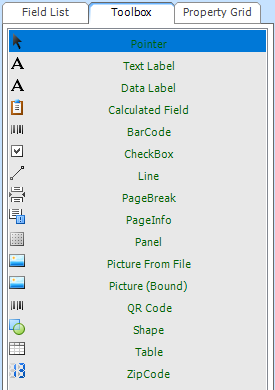 Field List Toolbox Property Grid
Pointer
Text Label
Data Label
Calculated Field
BarCode
CheckBox
Line
PageBreak
PageInfo
Panel
Picture From File
Picture (Bound)
QR Code
Shape
Table
ZipCode